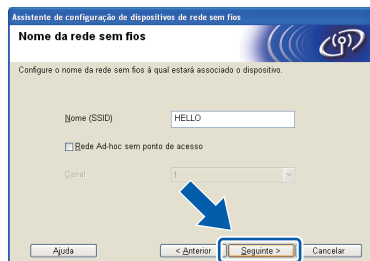 Assistente de configuração de dispositivos de rede sem fios
Nome da rede sem fios
Configure o nome da rede sem fios à qual estará associado o dispositivo.
Nome (SSID) HELLO
Rede Ad-hoc sem ponto de acesso
Canal 1
Ajuda < Anterior Seguinte > Cancelar